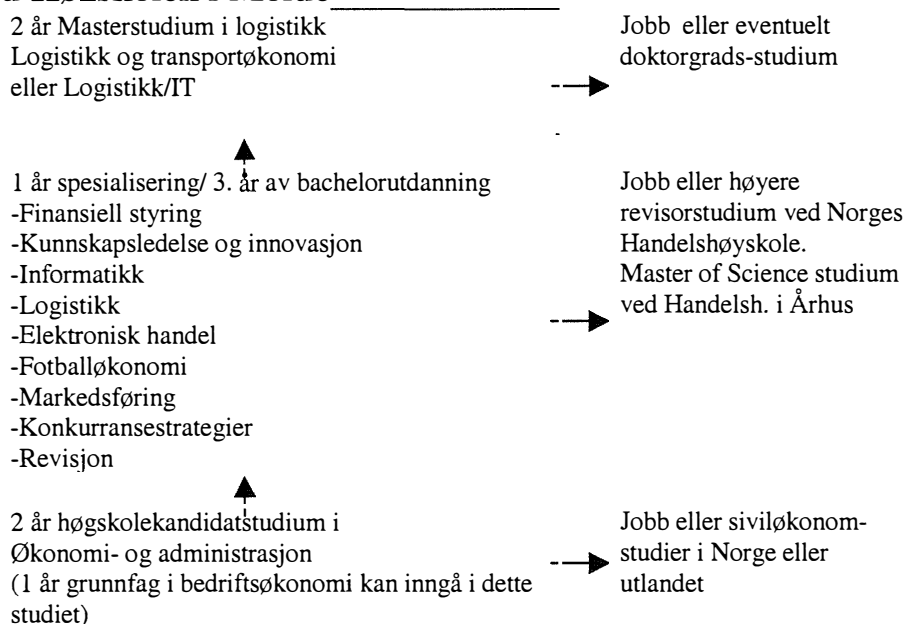 2 år Masterstudium i logistikk
Logistikk og transportøkonomi
eller Logistikk/IT
Jobb eller eventuelt
doktorgrads-studium
1 år spesialisering/ 3. år av bachelorutdanning
-Finansiell styring
-Kunnskapsledelse og innovasjon
-Informatikk
-Logistikk
-Elektronisk handel
-Fotballøkonomi
-Markedsføring
-Konkurransestrategier
-Revisjon
Jobb eller høyere
revisorstudium ved Norges
Handelshøyskole.
Master of Science studium
ved Handelsh. i Århus
2 år høgskolekandidatstudium i
Økonomi- og administrasjon
(1 år grunnfag i bedriftsøkonomi kan inngå i dette
studiet)
Jobb eller siviløkonom-
studier i Norge eller
utlandet